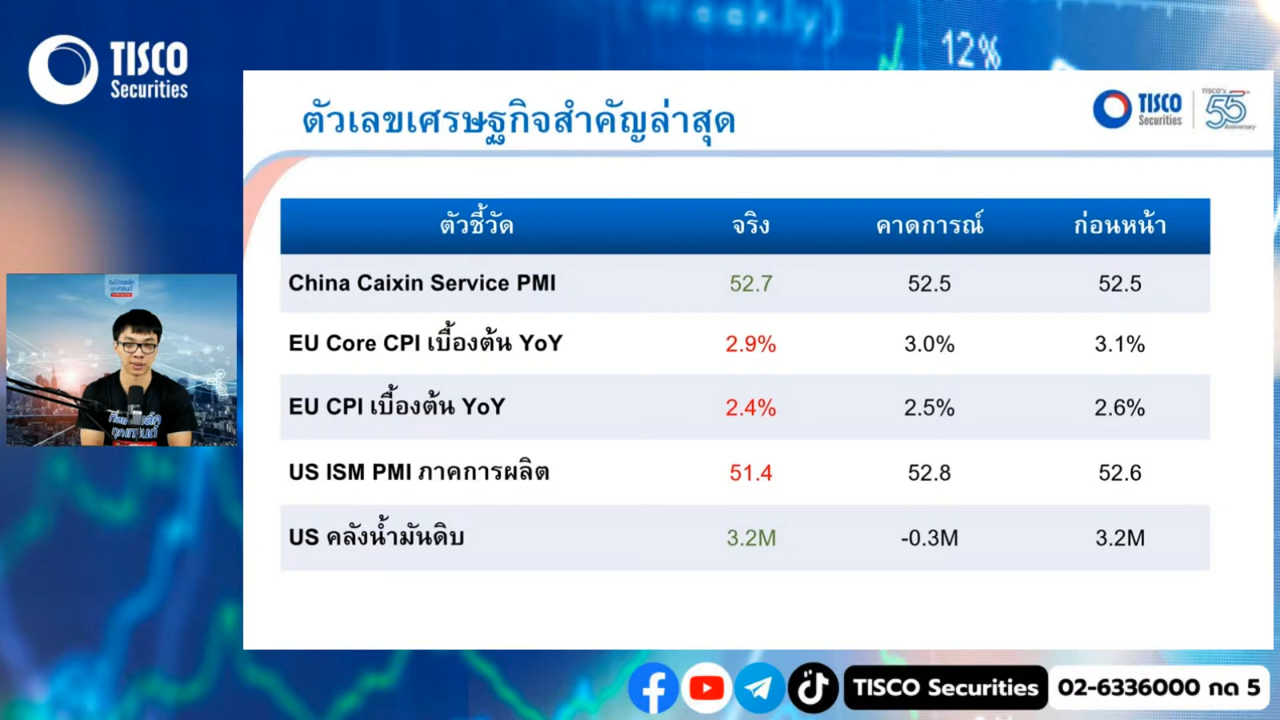 (Weekly)
12%
TISCO
Securities
ตัวเลขเศรษฐกิจสำคัญล่าสุด
TISCO
Securities
TISCO's
55
Anniversary
ตัวชี้วัด จริง คาดการณ์ ก่อนหน้า
China Caixin Service PMI 52.7 52.5 52.5
EU Core CPI เบื้องต้น YoY 2.9% 3.0% 3.1%
EU CPI เบื้องต้น YoY 2.4% 2.5% 2.6%
US ISM PMI ภาคการผลิต 51.4 52.8 52.6
US คลังน้ำมันดิบ 3.2M -0.3M 3.2M
TISCO Securities 02-6336000 กด 5